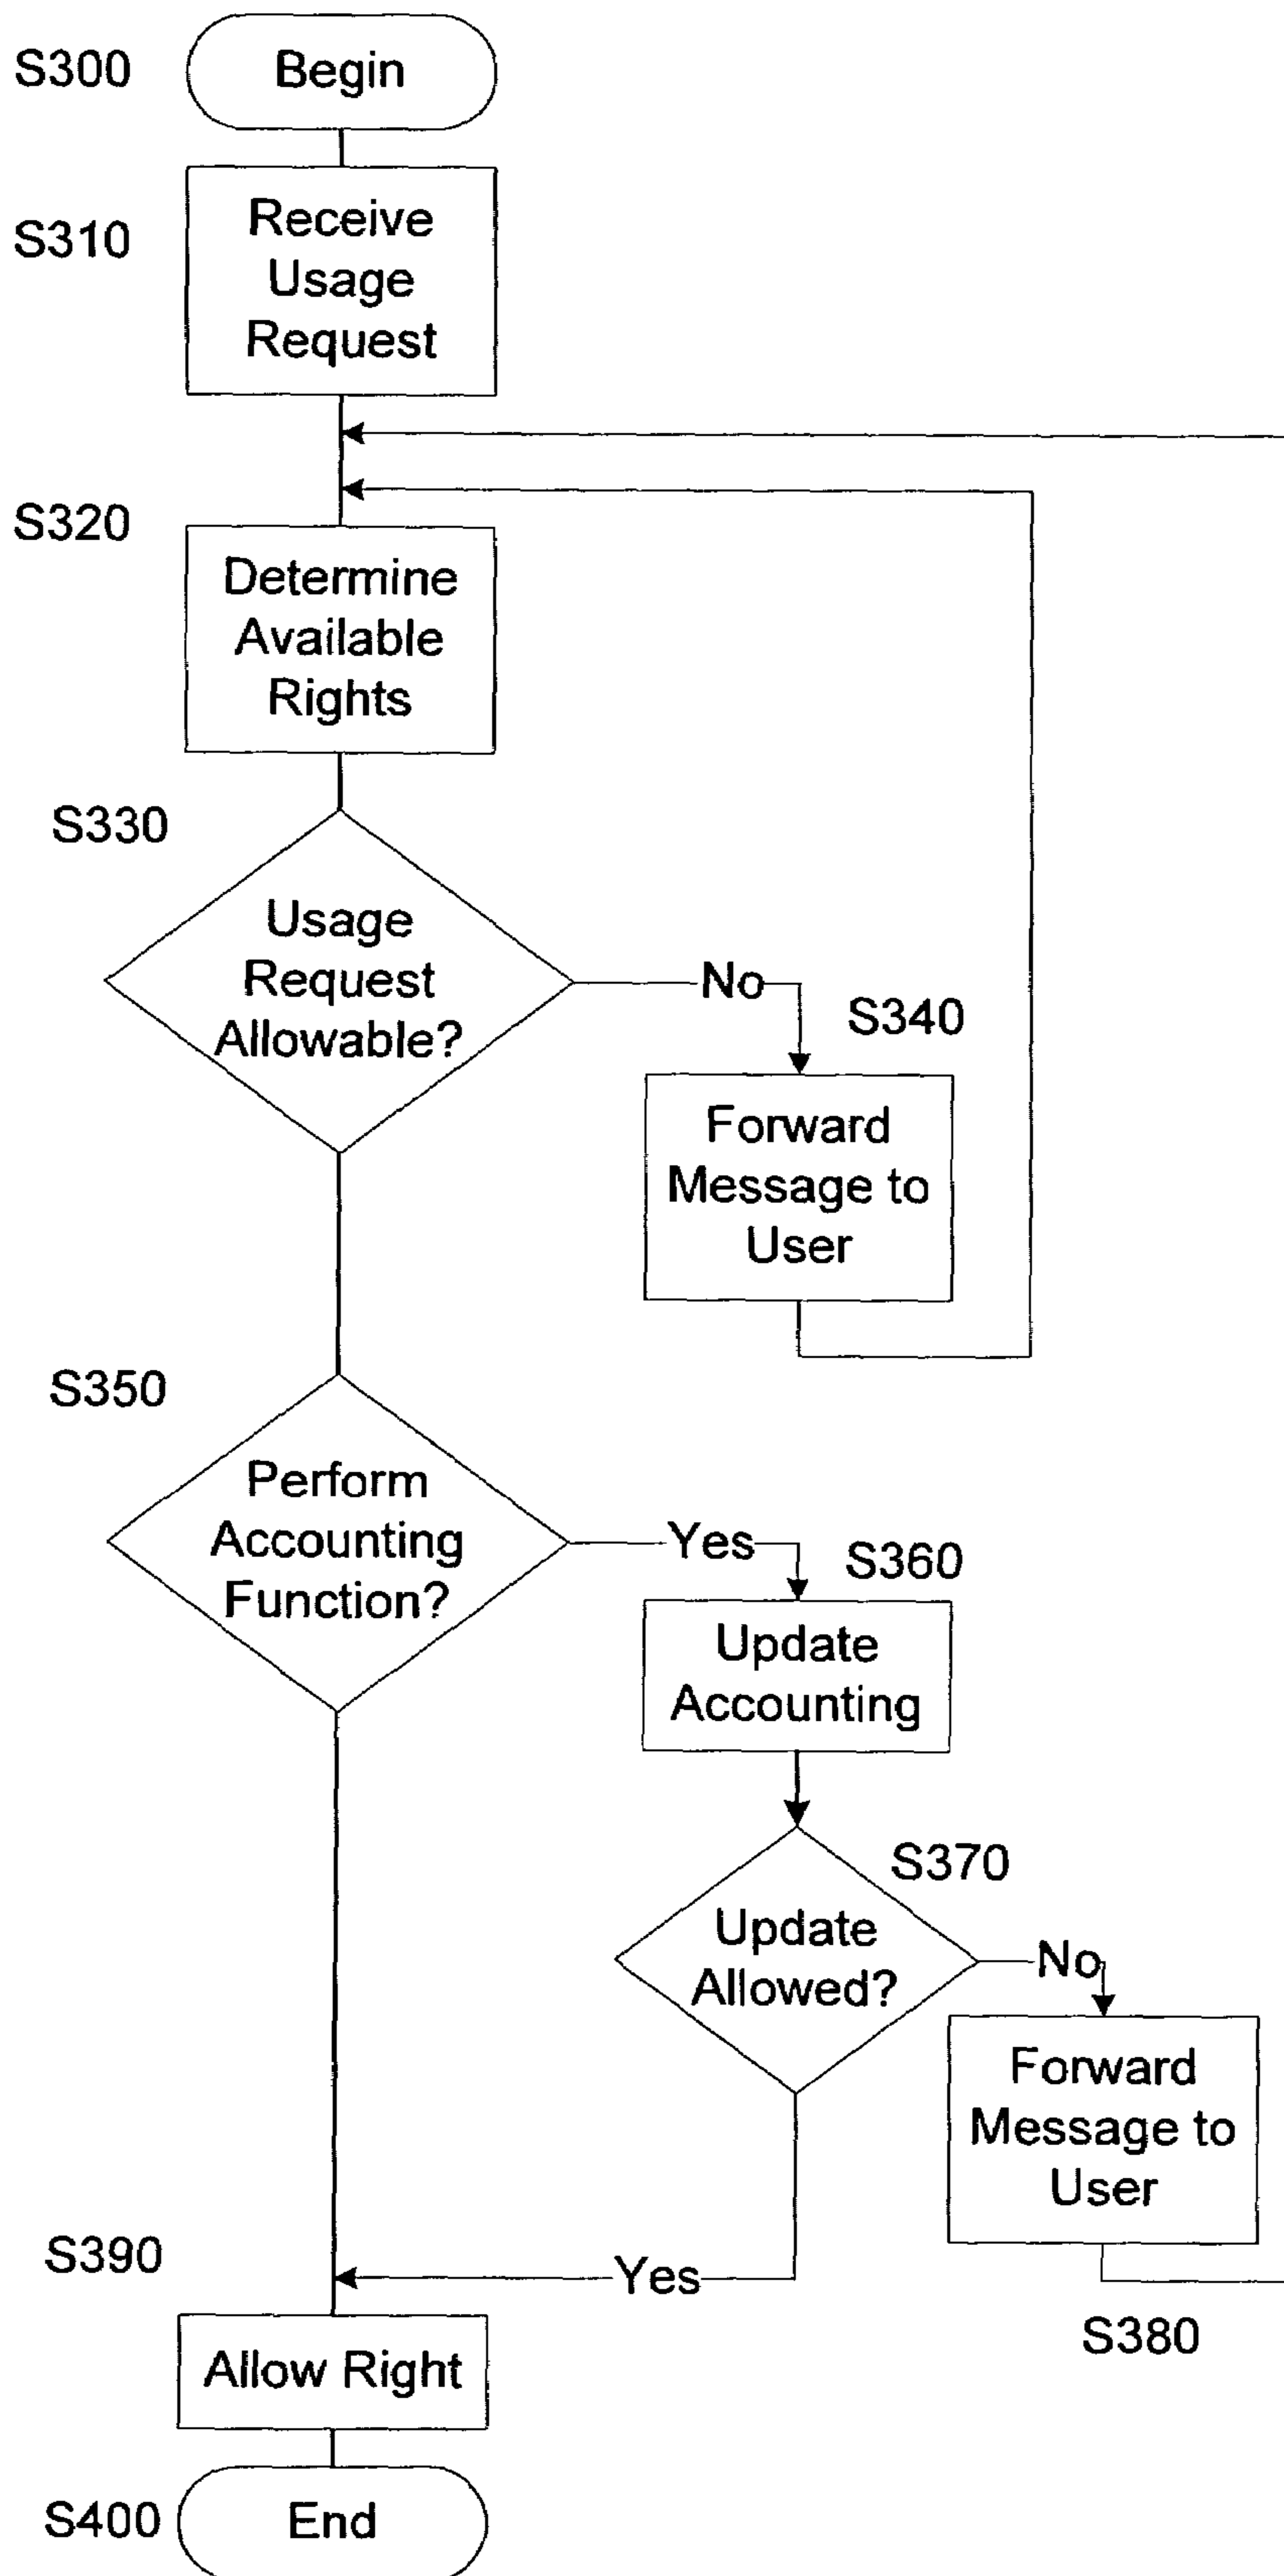 S300
Begin
S310
Receive
Usage
Request
S320
Determine
Available
Rights
S330
Usage
Request
Allowable?
No
S340
Forward
Message to
User
S350
Perform
Accounting
Function?
Yes
S360
Update
Accounting
S370
Update
Allowed?
No
Forward
Message to
User
S380
Yes
S390
Allow Right
S400
End